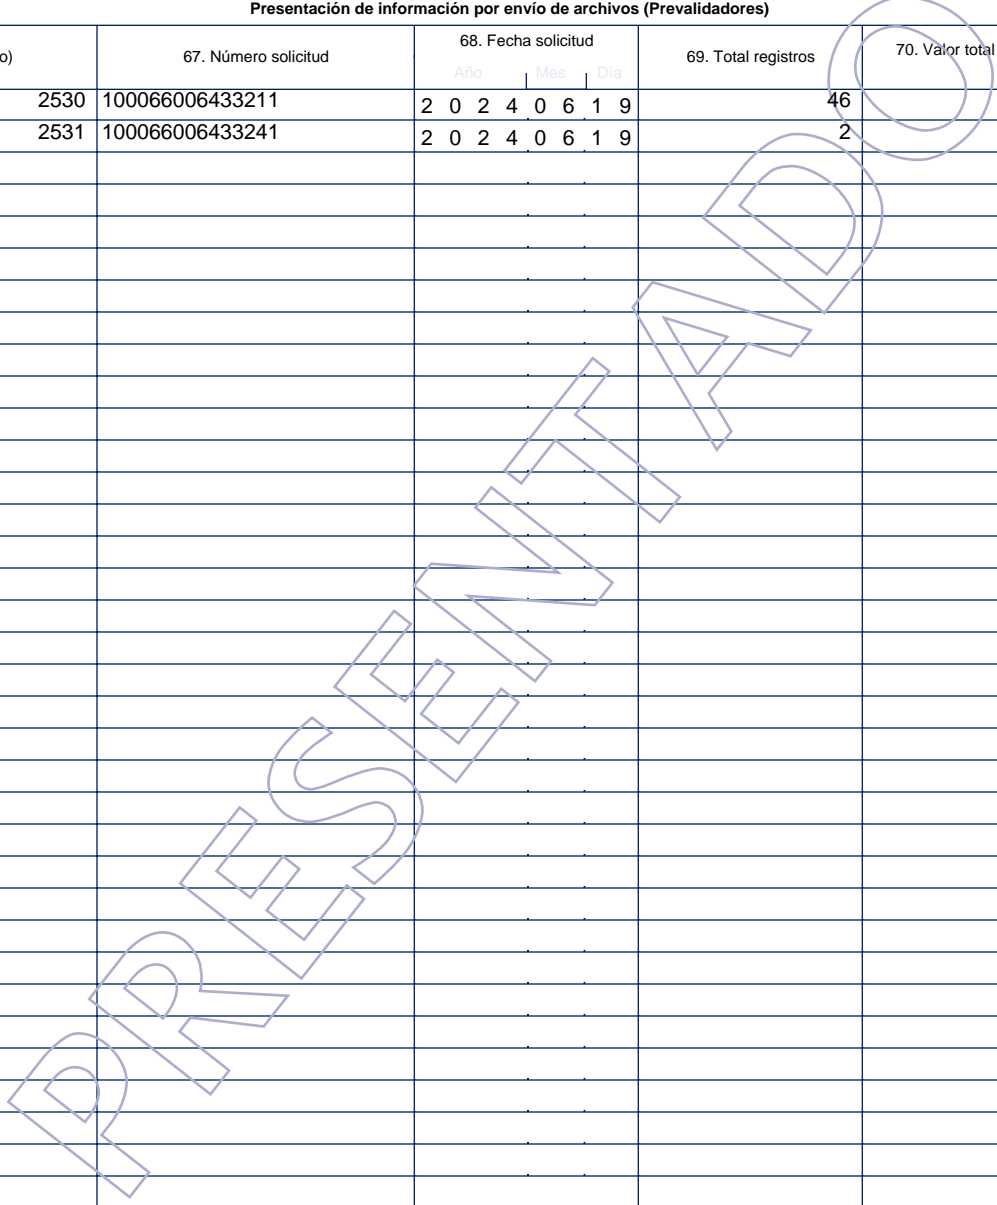 Presentación de información por envío de archivos (Prevalidadores)
o) 67. Número solicitud 68. Fecha solicitud 69. Total registros 70. Valor total
Año Mes Día
2530 100066006433211 2 0 2 4 0 6 1 9 46
2531 100066006433241 2 0 2 4 0 6 1 9 2
PRESENTADO